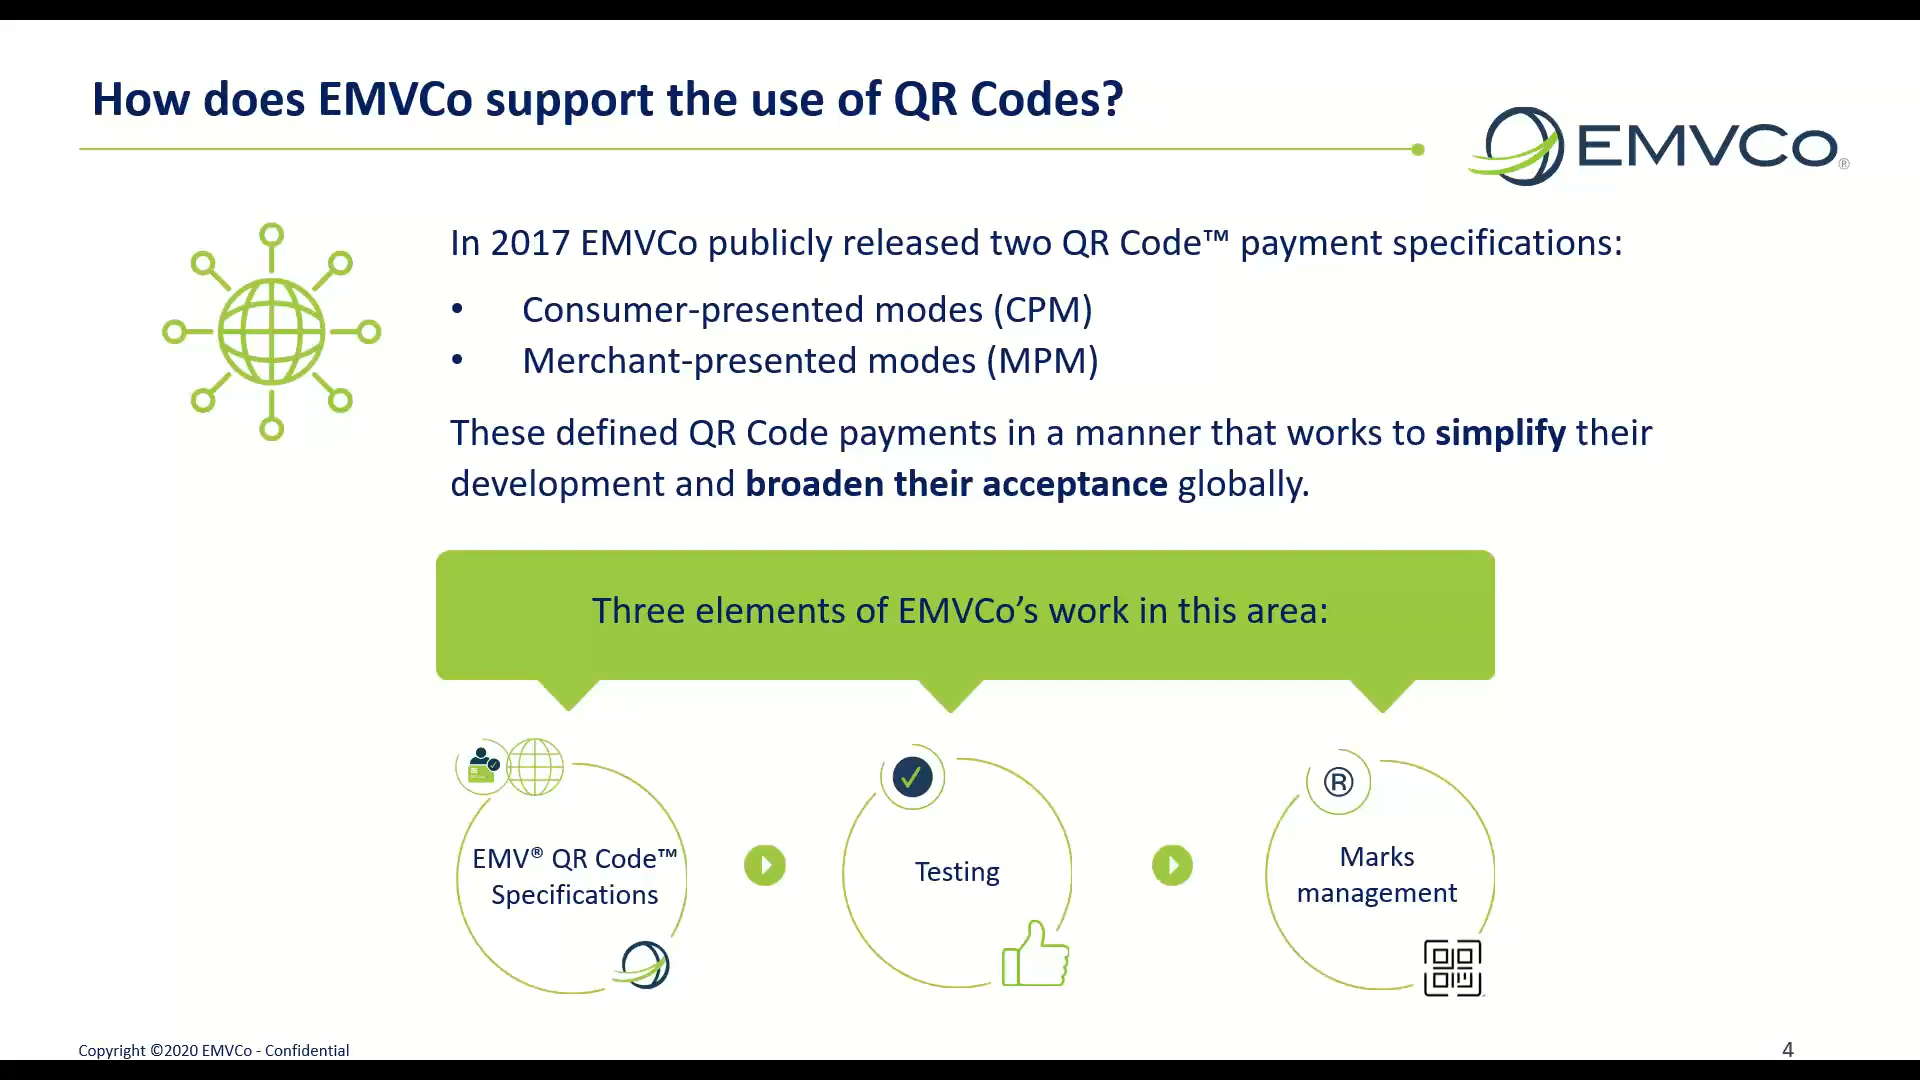 How does EMVCo support the use of QR Codes?
EMVCo®
In 2017 EMVCo publicly released two QR Code™ payment specifications:
• Consumer-presented modes (CPM)
• Merchant-presented modes (MPM)
These defined QR Code payments in a manner that works to simplify their
development and broaden their acceptance globally.
Three elements of EMVCo’s work in this area:
EMV® QR Code™
Specifications
Testing
®
Marks
management
Copyright ©2020 EMVCo - Confidential
4